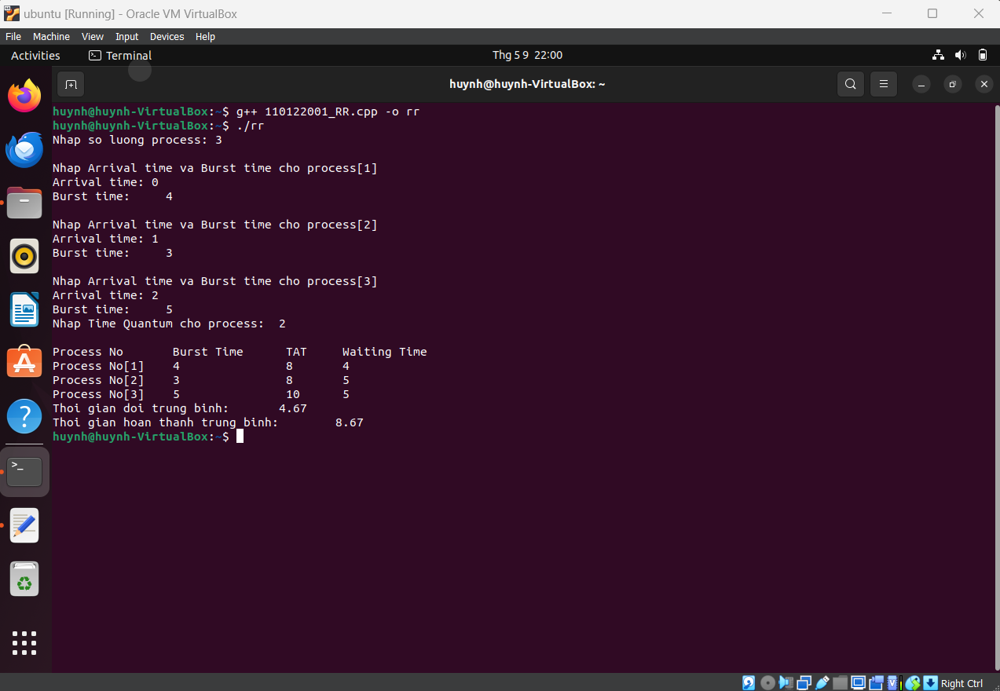 ubuntu [Running] - Oracle VM VirtualBox
File Machine View Input Devices Help
Activities Terminal Thg 5 9 22:00
huynh@huynh-VirtualBox: ~
huynh@huynh-VirtualBox:~$ g++ 110122001_RR.cpp -o rr
huynh@huynh-VirtualBox:~$ ./rr
Nhap so luong process: 3
Nhap Arrival time va Burst time cho process[1]
Arrival time: 0
Burst time: 4
Nhap Arrival time va Burst time cho process[2]
Arrival time: 1
Burst time: 3
Nhap Arrival time va Burst time cho process[3]
Arrival time: 2
Burst time: 5
Nhap Time Quantum cho process: 2
Process No Burst Time TAT Waiting Time
Process No[1] 4 8 4
Process No[2] 3 8 5
Process No[3] 5 10 5
Thoi gian doi trung binh: 4.67
Thoi gian hoan thanh trung binh: 8.67
huynh@huynh-VirtualBox:~$
Right Ctrl